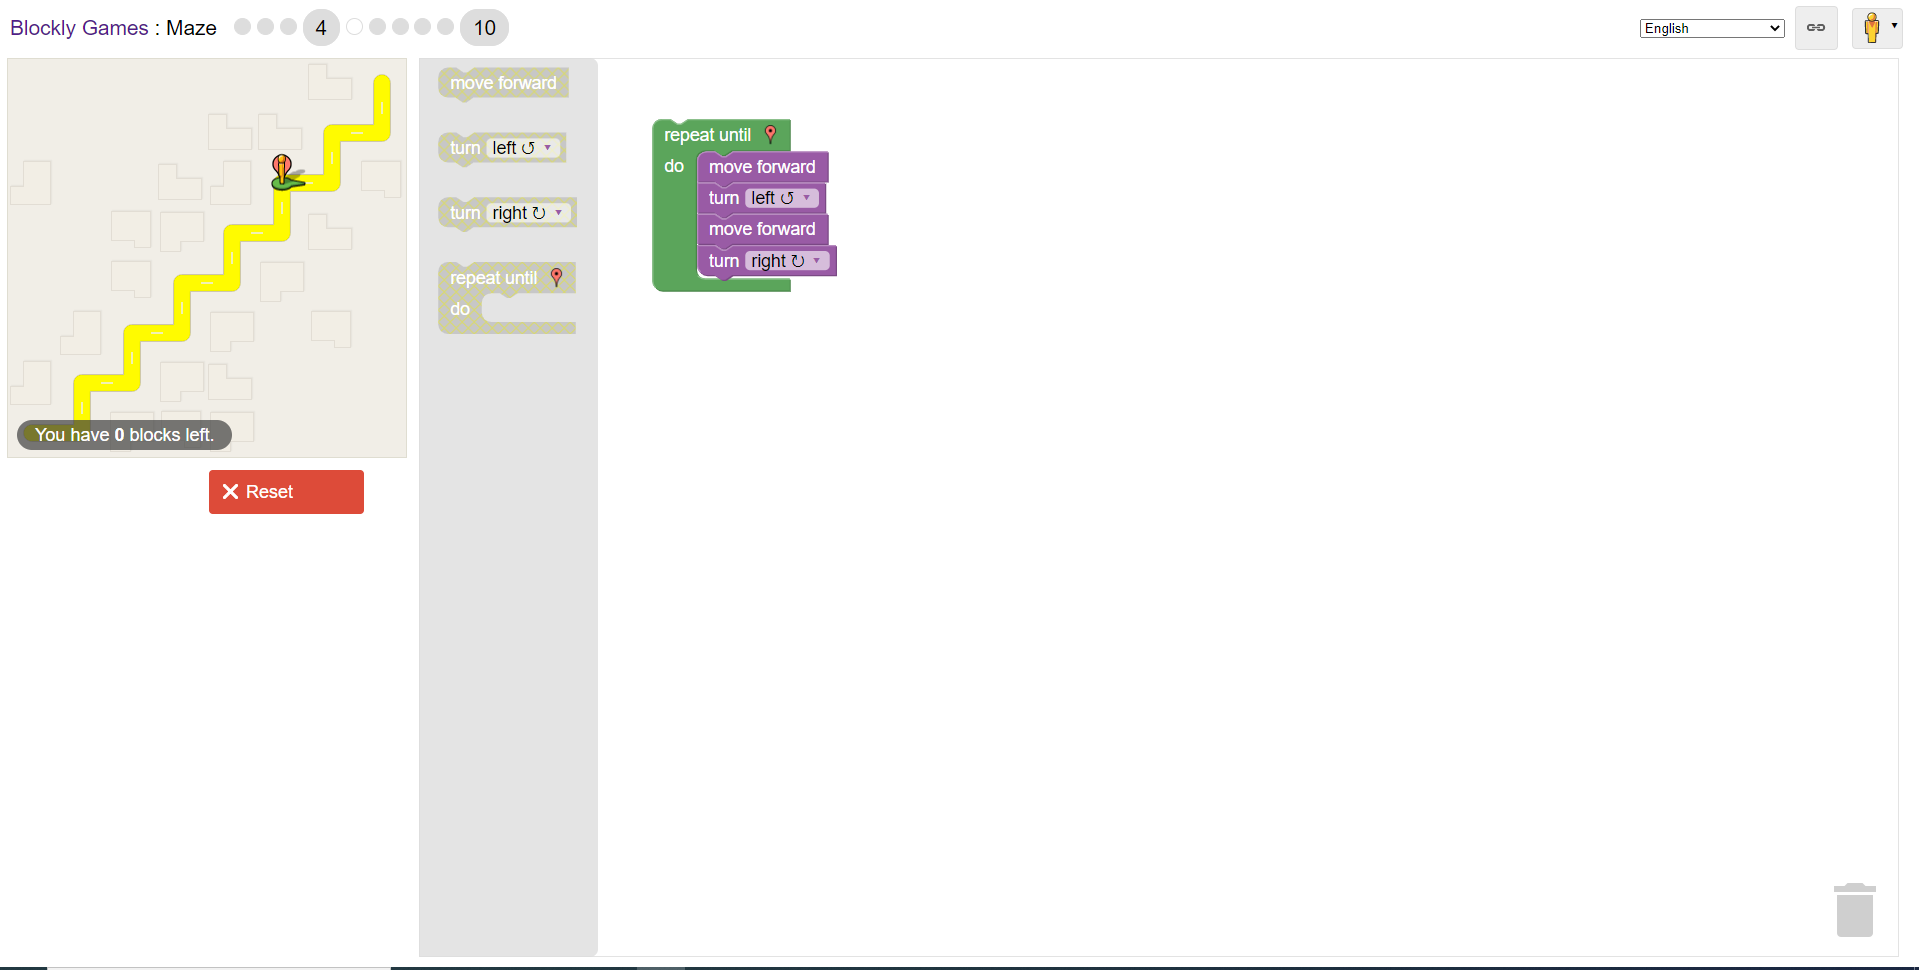 Blockly Games : Maze 4 10
English
move forward
turn left ↺ ▾
turn right ↻ ▾
repeat until
do
repeat until
do move forward
turn left ↺ ▾
move forward
turn right ↻ ▾
You have 0 blocks left.
Reset